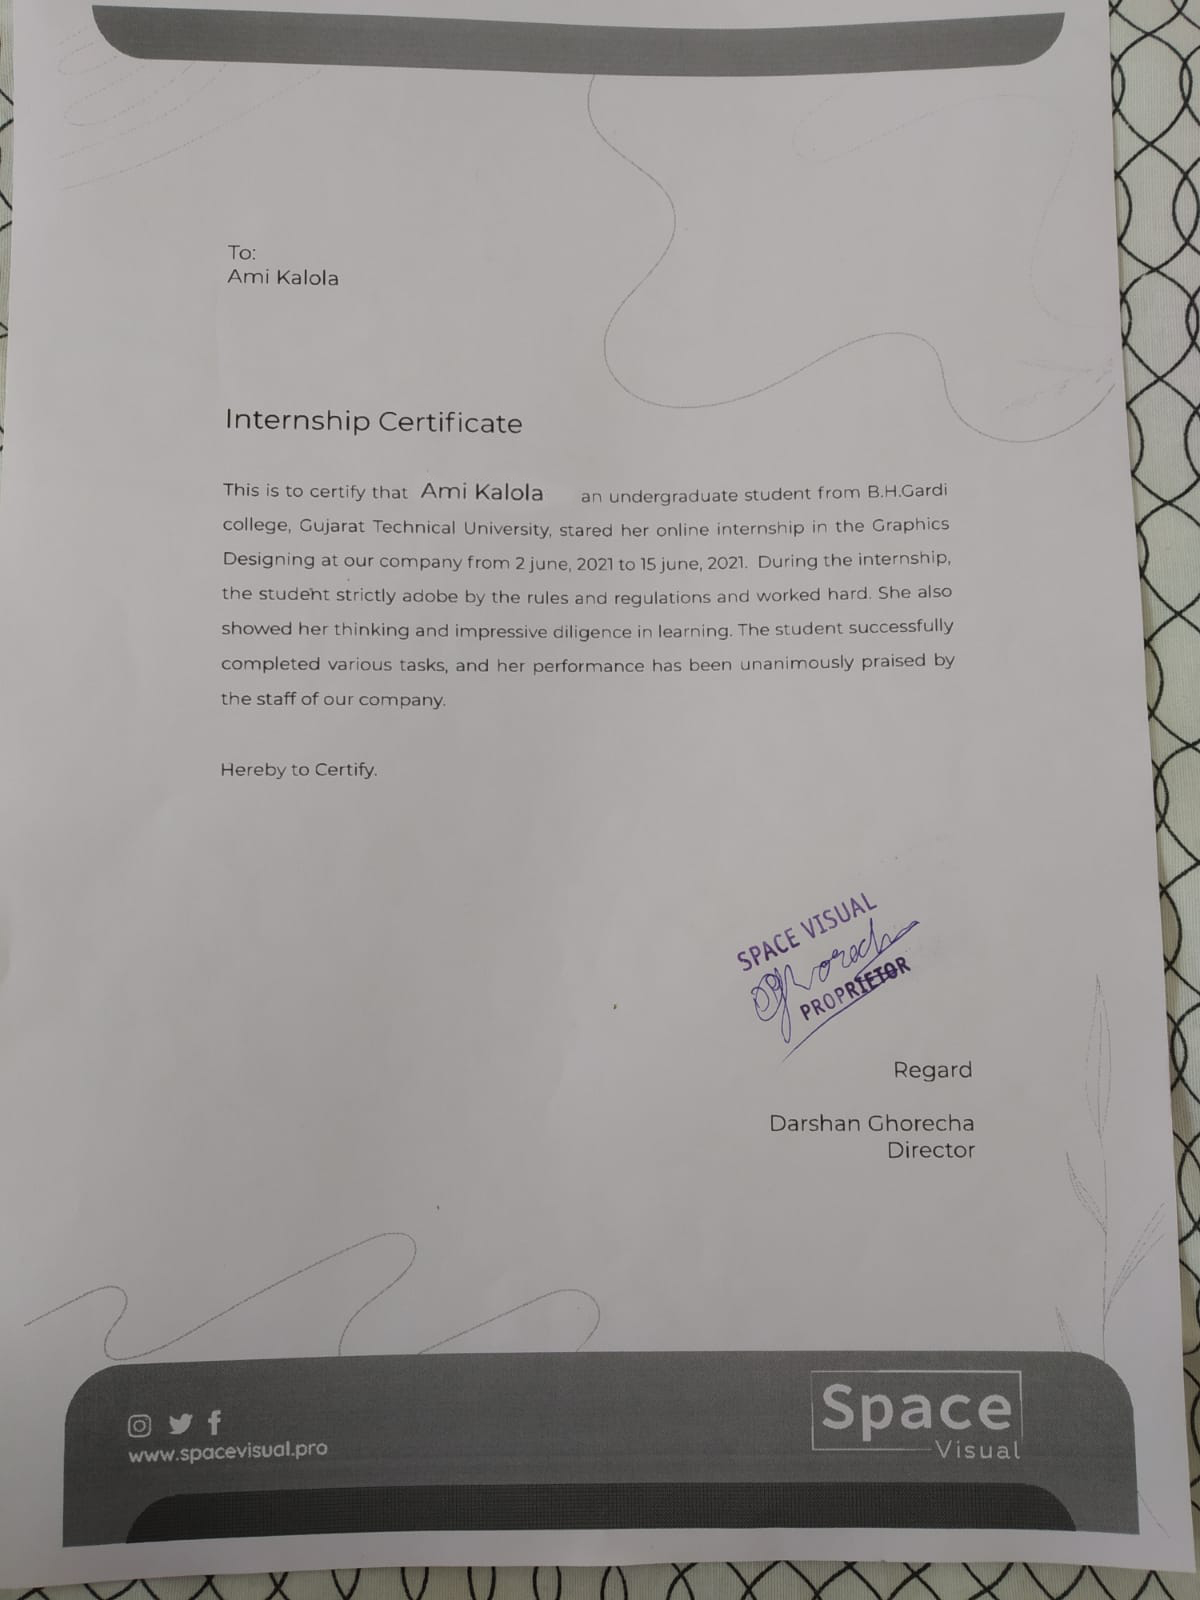 To:
Ami Kalola
Internship Certificate
This is to certify that Ami Kalola an undergraduate student from B.H.Gardi
college, Gujarat Technical University, stared her online internship in the Graphics
Designing at our company from 2 june, 2021 to 15 june, 2021. During the internship,
the student strictly adobe by the rules and regulations and worked hard. She also
showed her thinking and impressive diligence in learning. The student successfully
completed various tasks, and her performance has been unanimously praised by
the staff of our company.
Hereby to Certify.
SPACE VISUAL
PROPRIETOR
Regard
Darshan Ghorecha
Director
www.spacevisual.pro
Space
Visual